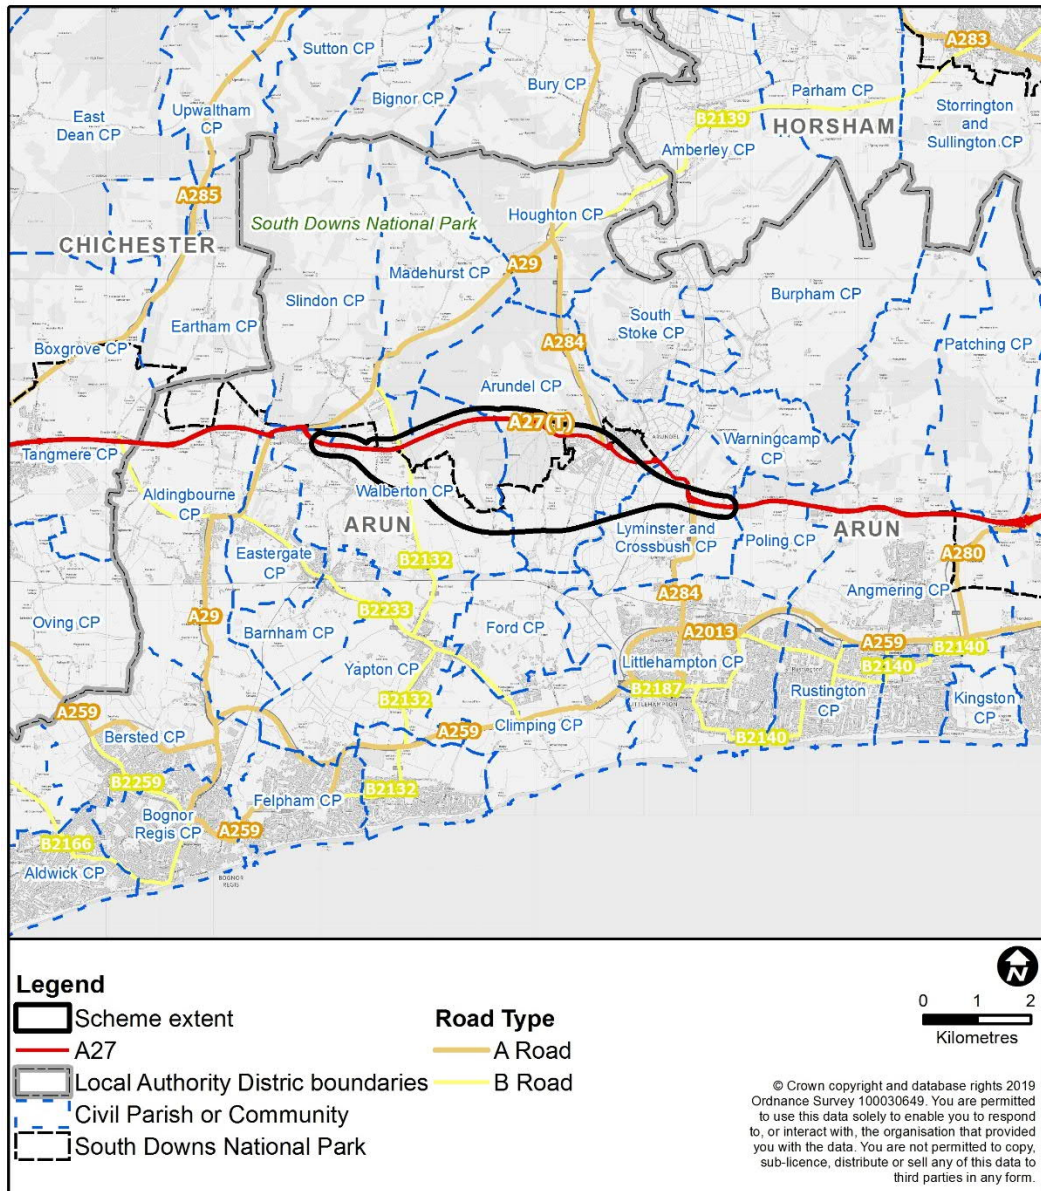 Sutton CP
A283
Bury CP
Bignor CP
Parham CP
East
Dean CP
Upwaltham
CP
Storrington
and
Sullington CP
B2139
HORSHAM
Amberley CP
A285
Houghton CP
South Downs National Park
CHICHESTER
Madehurst CP
A29
Slindon CP
Burpham CP
South
Stoke CP
Eartham CP
Boxgrove CP
A284
Patching CP
Arundel CP
A27(T)
ARUNDEL
Warningcamp
CP
Tangmere CP
Walberton CP
Aldingbourne
CP
ARUN
Lyminster and
Crossbush CP
Poling CP
ARUN
Eastergate
CP
B2132
A280
A284
Angmering CP
B2233
A29
Oving CP
Barnham CP
Ford CP
A2013
A259
B2140
Yapton CP
Littlehampton CP
B2140
B2187
LITTLEHAMPTON
Rustington
CP
Kingston
CP
B2132
A259
Climping CP
A259
Bersted CP
B2140
B2259
Felpham CP
B2132
Bognor
Regis CP
A259
B2166
Aldwick CP
BOGNOR
REGIS
Legend
Scheme extent
A27
Local Authority Distric boundaries
Civil Parish or Community
South Downs National Park
Road Type
A Road
B Road
N
0 1 2
Kilometres
© Crown copyright and database rights 2019
Ordnance Survey 100030649. You are permitted
to use this data solely to enable you to respond
to, or interact with, the organisation that provided
you with the data. You are not permitted to copy,
sub-licence, distribute or sell any of this data to
third parties in any form.